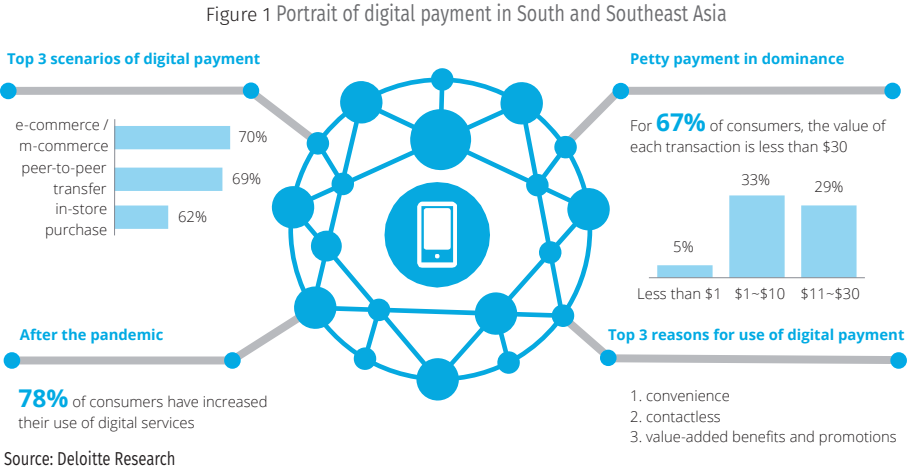 Figure 1 Portrait of digital payment in South and Southeast Asia
Top 3 scenarios of digital payment
e-commerce /
m-commerce
70%
peer-to-peer
transfer
69%
in-store
purchase
62%
Petty payment in dominance
For 67% of consumers, the value of
each transaction is less than $30
5%
33%
29%
Less than $1
$1~$10
$11~$30
After the pandemic
78% of consumers have increased
their use of digital services
Top 3 reasons for use of digital payment
1. convenience
2. contactless
3. value-added benefits and promotions
Source: Deloitte Research